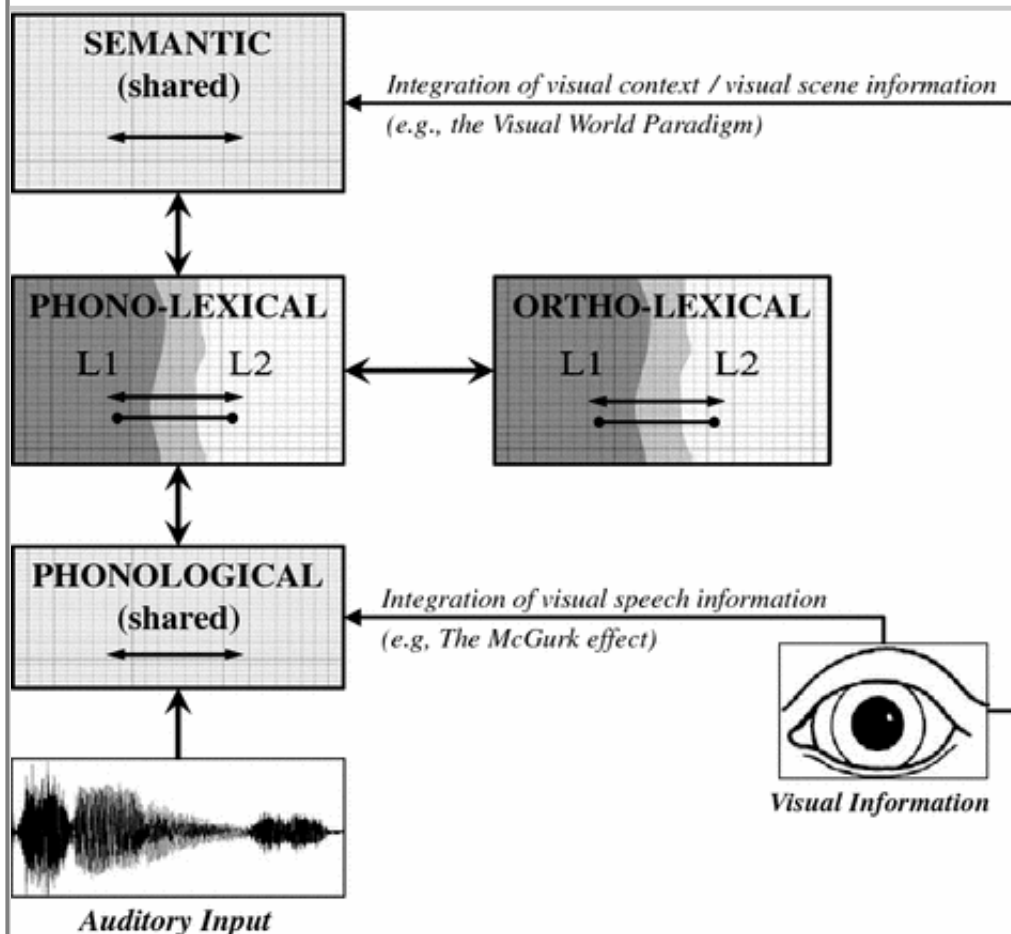 SEMANTIC
(shared)
Integration of visual context / visual scene information
(e.g., the Visual World Paradigm)
PHONO-LEXICAL
L1 L2
ORTHO-LEXICAL
L1 L2
PHONOLOGICAL
(shared)
Integration of visual speech information
(e.g, The McGurk effect)
Visual Information
Auditory Input